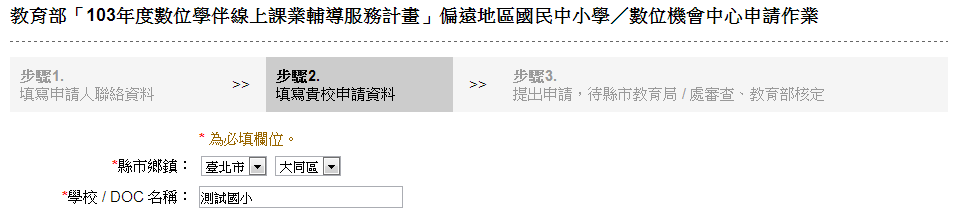 教育部「103年度數位學伴線上課業輔導服務計畫」偏遠地區國民中小學／數位機會中心申請作業
步驟1.
填寫申請人聯絡資料
>>
步驟2.
填寫貴校申請資料
>>
步驟3.
提出申請，待縣市教育局 / 處審查、教育部核定
* 為必填欄位。
*縣市鄉鎮： 臺北市 大同區
*學校 / DOC 名稱： 測試國小